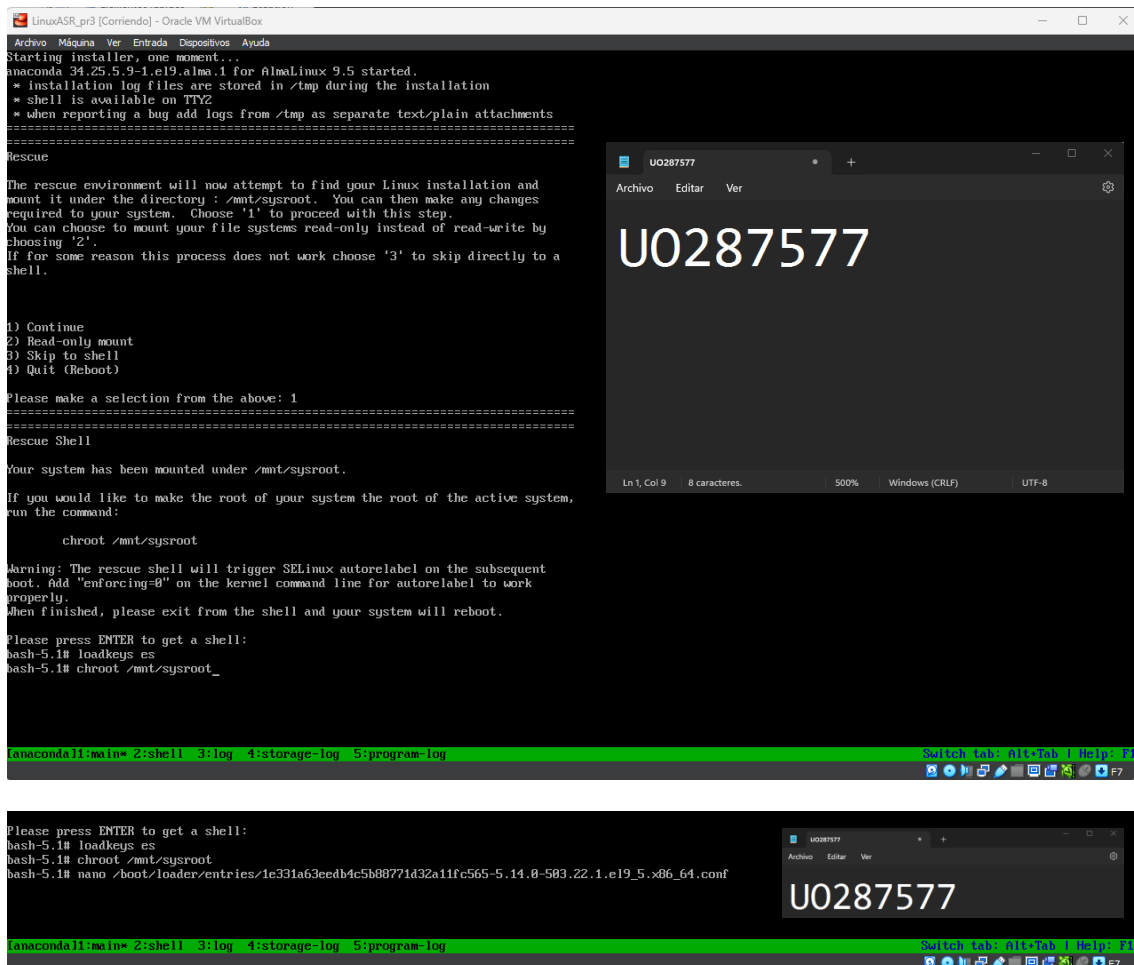 LinuxASR_pr3 [Corriendo] - Oracle VM VirtualBox
Archivo Máquina Ver Entrada Dispositivos Ayuda
Starting installer, one moment...
anaconda 34.25.5.9-1.el9.alma.1 for AlmaLinux 9.5 started.
* installation log files are stored in /tmp during the installation
* shell is available on TTY2
* when reporting a bug add logs from /tmp as separate text/plain attachments
================================================================================
================================================================================
Rescue
The rescue environment will now attempt to find your Linux installation and
mount it under the directory : /mnt/sysroot.  You can then make any changes
required to your system.  Choose '1' to proceed with this step.
You can choose to mount your file systems read-only instead of read-write by
choosing '2'.
If for some reason this process does not work choose '3' to skip directly to a
shell.
1) Continue
2) Read-only mount
3) Skip to shell
4) Quit (Reboot)
Please make a selection from the above: 1
================================================================================
================================================================================
Rescue Shell
Your system has been mounted under /mnt/sysroot.
If you would like to make the root of your system the root of the active system,
run the command:
chroot /mnt/sysroot
Warning: The rescue shell will trigger SELinux autorelabel on the subsequent
boot. Add "enforcing=0" on the kernel command line for autorelabel to work
properly.
When finished, please exit from the shell and your system will reboot.
Please press ENTER to get a shell:
bash-5.1# loadkeys es
bash-5.1# chroot /mnt/sysroot_
[anaconda]1:main* 2:shell  3:log  4:storage-log  5:program-log
Switch tab: Alt+Tab | Help: F1
F7
UO287577
Archivo Editar Ver
UO287577
Ln 1, Col 9 8 caracteres. 500% Windows (CRLF) UTF-8
Please press ENTER to get a shell:
bash-5.1# loadkeys es
bash-5.1# chroot /mnt/sysroot
bash-5.1# nano /boot/loader/entries/1e331a63eedb4c5b88771d32a11fc565-5.14.0-503.22.1.el9_5.x86_64.conf
UO287577
Archivo Editar Ver
UO287577
[anaconda]1:main* 2:shell  3:log  4:storage-log  5:program-log
Switch tab: Alt+Tab | Help: F1
F7